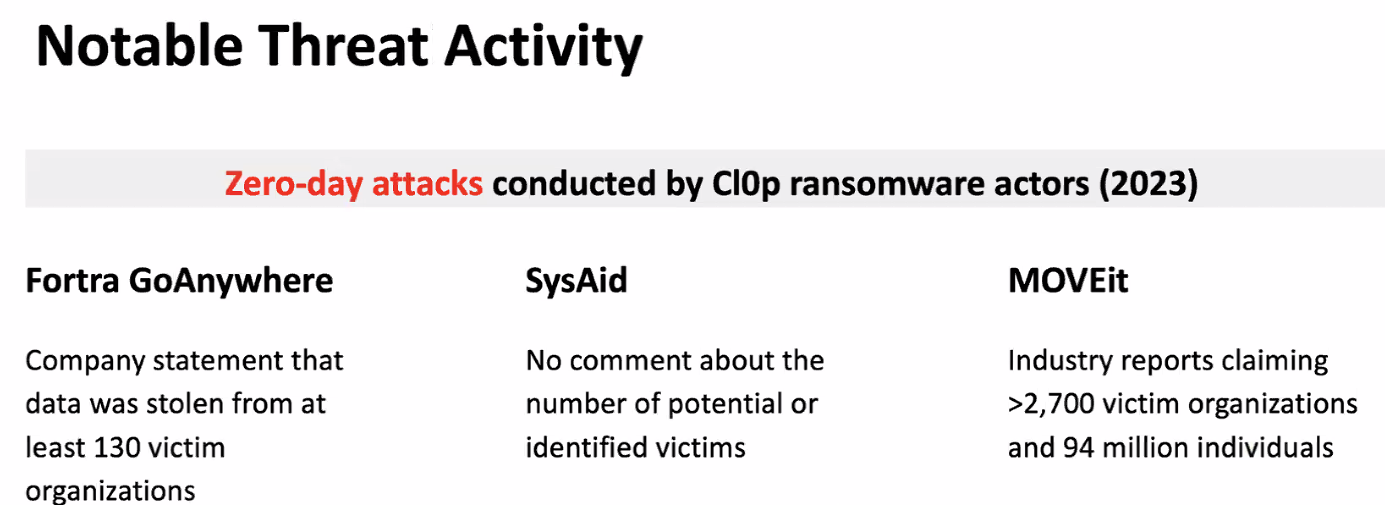 Notable Threat Activity
Zero-day attacks conducted by Cl0p ransomware actors (2023)
Fortra GoAnywhere
Company statement that
data was stolen from at
least 130 victim
organizations
SysAid
No comment about the
number of potential or
identified victims
MOVEit
Industry reports claiming
>2,700 victim organizations
and 94 million individuals